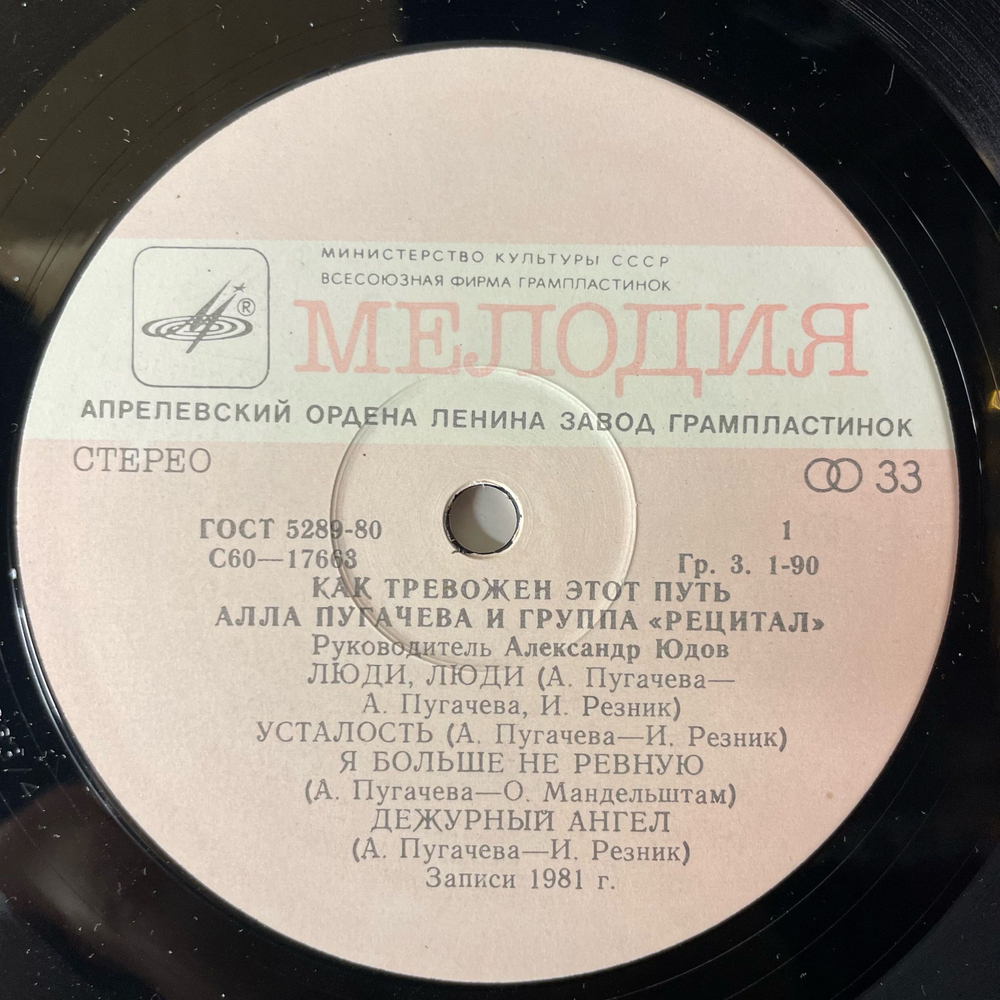 МИНИСТЕРСТВО КУЛЬТУРЫ СССР
ВСЕСОЮЗНАЯ ФИРМА ГРАМПЛАСТИНОК
®
МЕЛОДИЯ
АПРЕЛЕВСКИЙ ОРДЕНА ЛЕНИНА ЗАВОД ГРАМПЛАСТИНОК
СТЕРЕО
33
ГОСТ 5289-80
1
С60—17663
Гр. 3. 1-90
КАК ТРЕВОЖЕН ЭТОТ ПУТЬ
АЛЛА ПУГАЧЕВА И ГРУППА «РЕЦИТАЛ»
Руководитель Александр Юдов
ЛЮДИ, ЛЮДИ (А. Пугачева—
А. Пугачева, И. Резник)
УСТАЛОСТЬ (А. Пугачева—И. Резник)
Я БОЛЬШЕ НЕ РЕВНУЮ
(А. Пугачева—О. Мандельштам)
ДЕЖУРНЫЙ АНГЕЛ
(А. Пугачева—И. Резник)
Записи 1981 г.